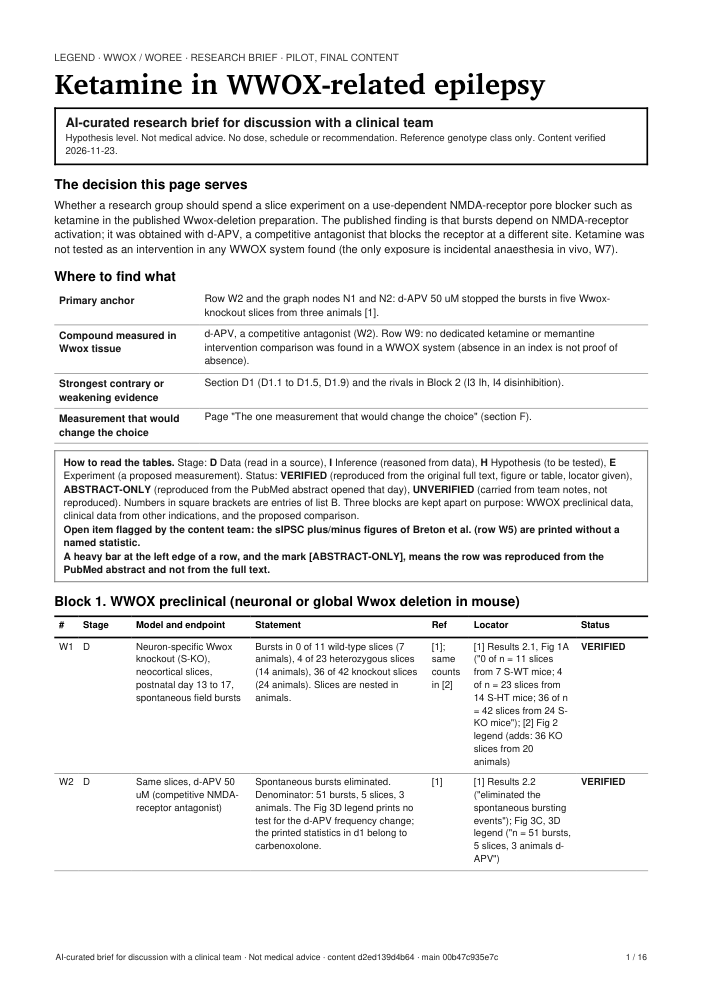 LEGEND · WWOX / WOREE · RESEARCH BRIEF · PILOT, FINAL CONTENT
Ketamine in WWOX-related epilepsy
AI-curated research brief for discussion with a clinical team
Hypothesis level. Not medical advice. No dose, schedule or recommendation. Reference genotype class only. Content verified
2026-11-23.
The decision this page serves
Whether a research group should spend a slice experiment on a use-dependent NMDA-receptor pore blocker such as
ketamine in the published Wwox-deletion preparation. The published finding is that bursts depend on NMDA-receptor
activation; it was obtained with d-APV, a competitive antagonist that blocks the receptor at a different site. Ketamine was
not tested as an intervention in any WWOX system found (the only exposure is incidental anaesthesia in vivo, W7).
Where to find what
Primary anchor
Row W2 and the graph nodes N1 and N2: d-APV 50 uM stopped the bursts in five Wwox-
knockout slices from three animals [1].
Compound measured in
Wwox tissue
d-APV, a competitive antagonist (W2). Row W9: no dedicated ketamine or memantine
intervention comparison was found in a WWOX system (absence in an index is not proof of
absence).
Strongest contrary or
weakening evidence
Section D1 (D1.1 to D1.5, D1.9) and the rivals in Block 2 (I3 Ih, I4 disinhibition).
Measurement that would
change the choice
Page "The one measurement that would change the choice" (section F).
How to read the tables. Stage: D Data (read in a source), I Inference (reasoned from data), H Hypothesis (to be tested), E
Experiment (a proposed measurement). Status: VERIFIED (reproduced from the original full text, figure or table, locator given),
ABSTRACT-ONLY (reproduced from the PubMed abstract opened that day), UNVERIFIED (carried from team notes, not
reproduced). Numbers in square brackets are entries of list B. Three blocks are kept apart on purpose: WWOX preclinical data,
clinical data from other indications, and the proposed comparison.
Open item flagged by the content team: the sIPSC plus/minus figures of Breton et al. (row W5) are printed without a
named statistic.
A heavy bar at the left edge of a row, and the mark [ABSTRACT-ONLY], means the row was reproduced from the
PubMed abstract and not from the full text.
Block 1. WWOX preclinical (neuronal or global Wwox deletion in mouse)
# Stage Model and endpoint Statement Ref Locator Status
W1 D
Neuron-specific Wwox
knockout (S-KO),
neocortical slices,
postnatal day 13 to 17,
spontaneous field bursts
Bursts in 0 of 11 wild-type slices (7
animals), 4 of 23 heterozygous slices
(14 animals), 36 of 42 knockout slices
(24 animals). Slices are nested in
animals.
[1];
same
counts
in [2]
[1] Results 2.1, Fig 1A
("0 of n = 11 slices
from 7 S-WT mice; 4
of n = 23 slices from
14 S-HT mice; 36 of n
= 42 slices from 24 S-
KO mice"); [2] Fig 2
legend (adds: 36 KO
slices from 20
animals)
VERIFIED
W2 D
Same slices, d-APV 50
uM (competitive NMDA-
receptor antagonist)
Spontaneous bursts eliminated.
Denominator: 51 bursts, 5 slices, 3
animals. The Fig 3D legend prints no
test for the d-APV frequency change;
the printed statistics in d1 belong to
carbenoxolone.
[1]
[1] Results 2.2
("eliminated the
spontaneous bursting
events"); Fig 3C, 3D
legend ("n = 51 bursts,
5 slices, 3 animals d-
APV")
VERIFIED
AI-curated brief for discussion with a clinical team · Not medical advice · content d2ed139d4b64 · main 00b47c935e7c
1 / 16